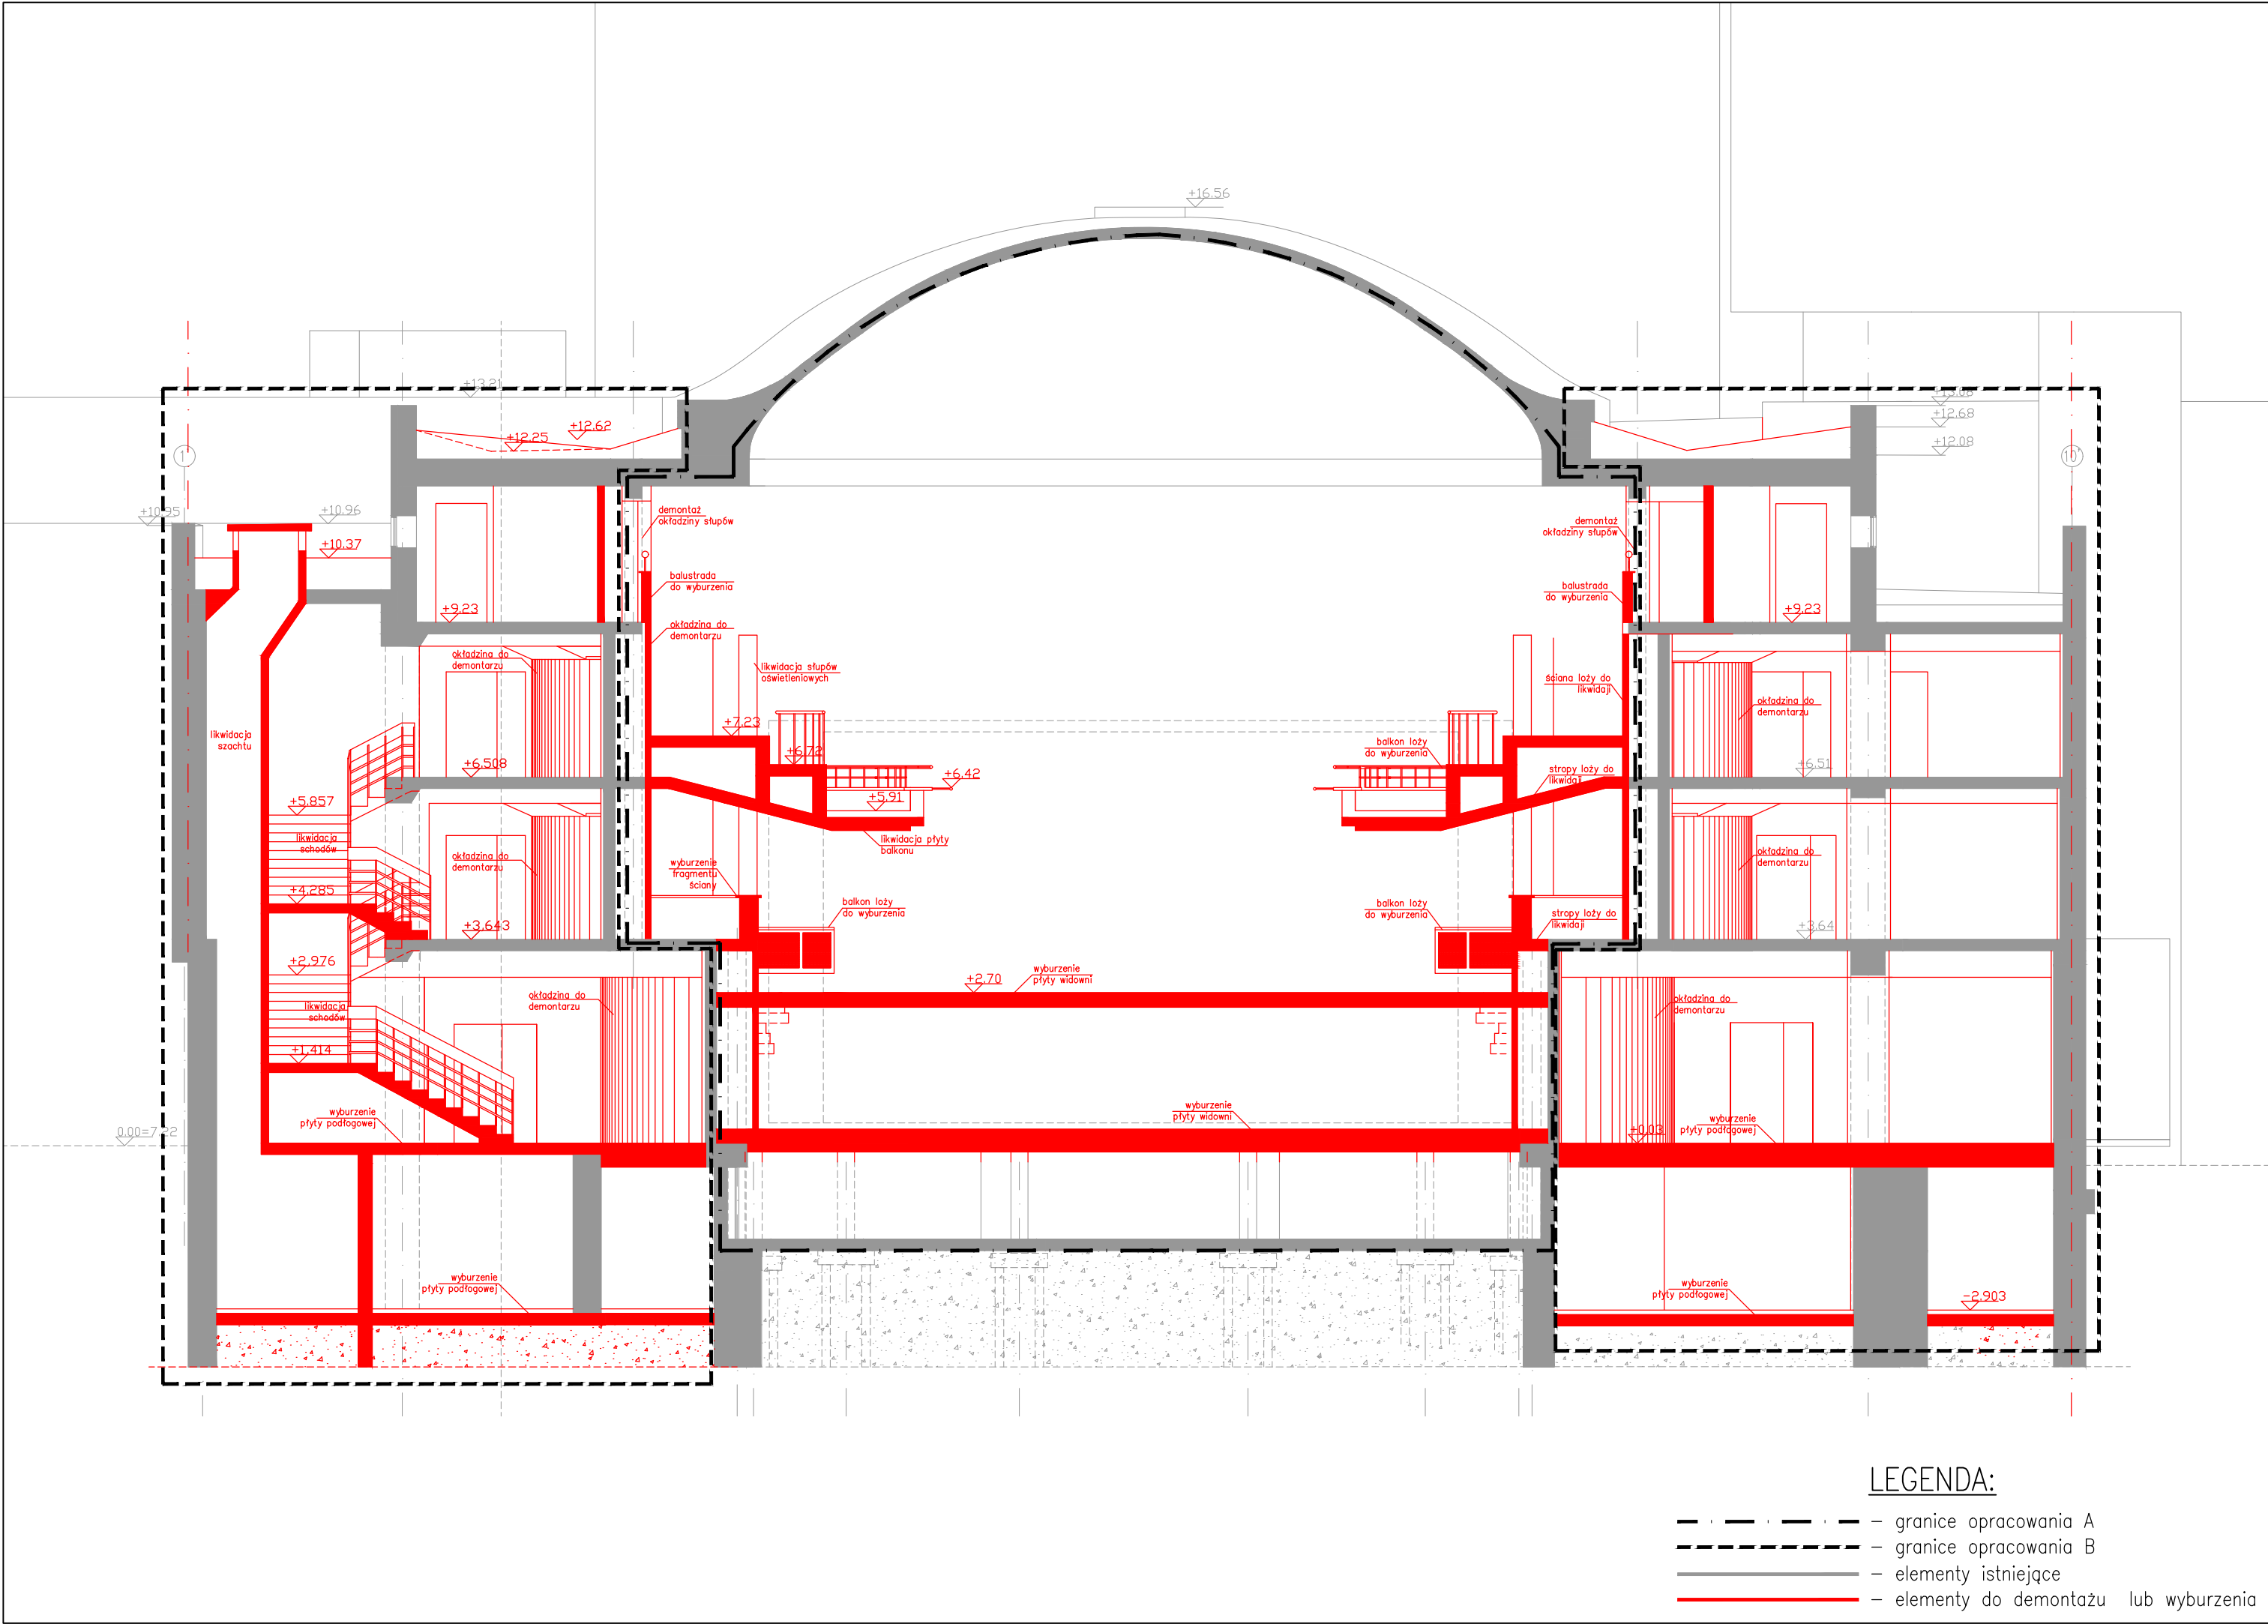 +16.56
+13.21
+12.62
+12.25
+12.68
+12.08
1
10'
+10.95
+10.96
+10.37
demontaż
okładziny słupów
demontaż
okładziny słupów
balustrada
do wyburzenia
balustrada
do wyburzenia
+9.23
+9.23
okładzina do
demontarzu
okładzina do
demontarzu
likwidacja słupów
oświetleniowych
ściana loży do
likwidaji
okładzina do
demontarzu
likwidacja
szachtu
+7.23
+6.72
balkon loży
do wyburzenia
+6.508
+6.42
stropy loży do
likwidaji
+6.51
+5.857
+5.91
likwidacja
schodów
likwidacja płyty
balkonu
okładzina do
demontarzu
okładzina do
demontarzu
wyburzenie
fragmentu
ściany
+4.285
balkon loży
do wyburzenia
balkon loży
do wyburzenia
stropy loży do
likwidaji
+3.643
+3.64
+2.976
+2.70
wyburzenie
płyty widowni
okładzina do
demontarzu
okładzina do
demontarzu
likwidacja
schodów
+1.414
wyburzenie
płyty podłogowej
wyburzenie
płyty widowni
wyburzenie
płyty podłogowej
0.00=7.22
+0.03
wyburzenie
płyty podłogowej
wyburzenie
płyty podłogowej
-2.903
LEGENDA:
- granice opracowania A
- granice opracowania B
- elementy istniejące
- elementy do demontażu lub wyburzenia